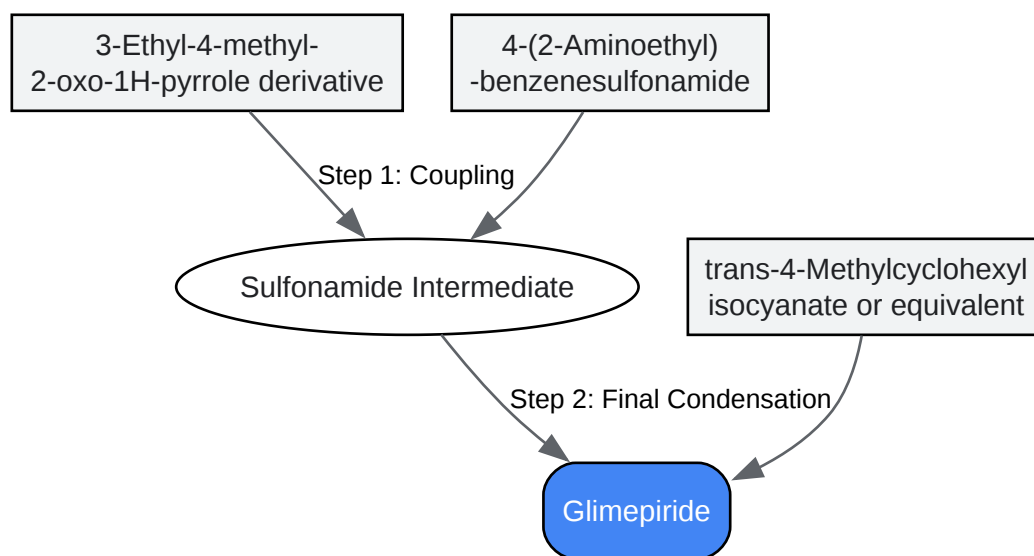 3-Ethyl-4-methyl-
2-oxo-1H-pyrrole derivative
4-(2-Aminoethyl)
-benzenesulfonamide
Step 1: Coupling
Sulfonamide Intermediate
trans-4-Methylcyclohexyl
isocyanate or equivalent
Step 2: Final Condensation
Glimepiride